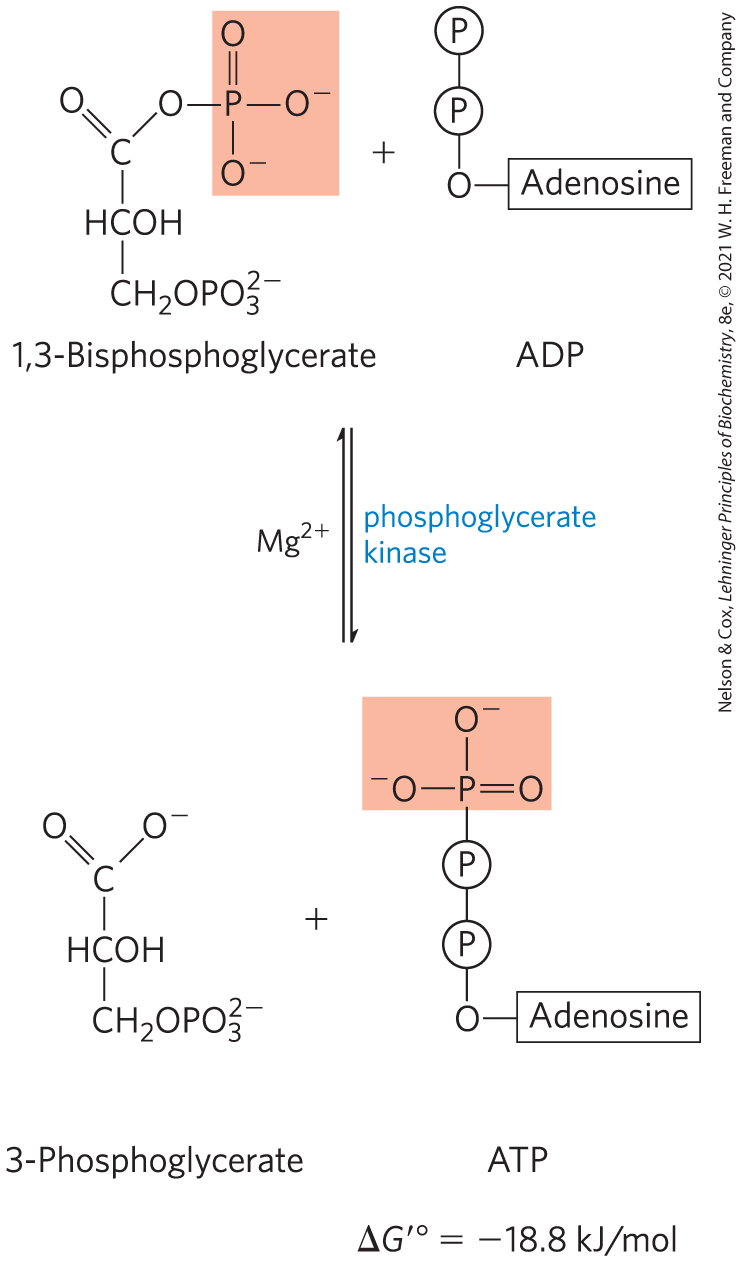 O
P
O
O—P—O⁻
P
C
O⁻
+
O—Adenosine
HCOH
CH₂OPO₃²⁻
1,3-Bisphosphoglycerate
ADP
Mg²⁺
phosphoglycerate
kinase
O⁻
⁻O—P=O
O
O⁻
P
C
+
HCOH
P
CH₂OPO₃²⁻
O—Adenosine
3-Phosphoglycerate
ATP
ΔG′° = −18.8 kJ/mol
Nelson & Cox, Lehninger Principles of Biochemistry, 8e, © 2021 W. H. Freeman and Company